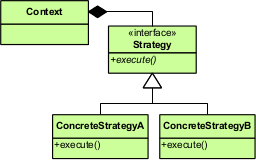 Context
«interface»
Strategy
+execute()
ConcreteStrategyA
+execute()
ConcreteStrategyB
+execute()